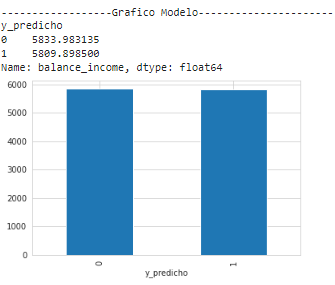 ------------------Grafico Modelo----------------------
y_predicho
0    5833.983135
1    5809.898500
Name: balance_income, dtype: float64
6000
5000
4000
3000
2000
1000
0
0
1
y_predicho